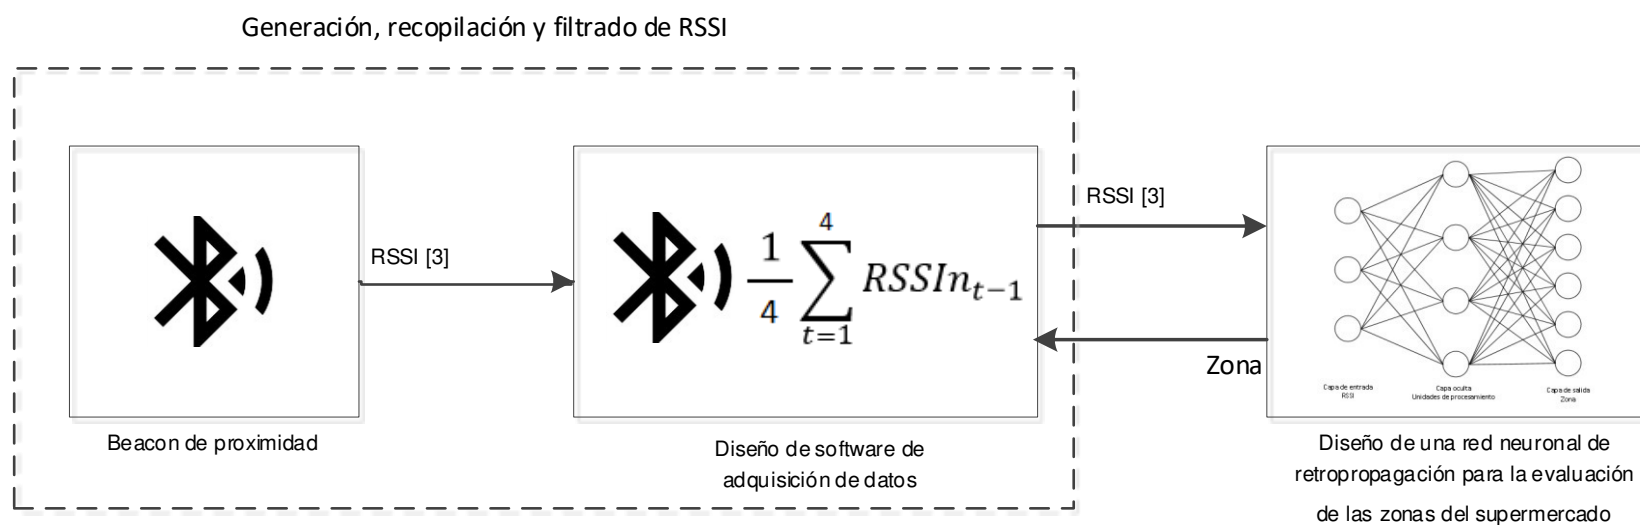 Generación, recopilación y filtrado de RSSI
RSSI [3]
1
4
4
∑
t=1
RSSIn_{t−1}
RSSI [3]
Zona
Capa de entrada
RSSI
Capa oculta
Unidades de procesamiento
Capa de salida
Zona
Beacon de proximidad
Diseño de software de
adquisición de datos
Diseño de una red neuronal de
retropropagación para la evaluación
de las zonas del supermercado